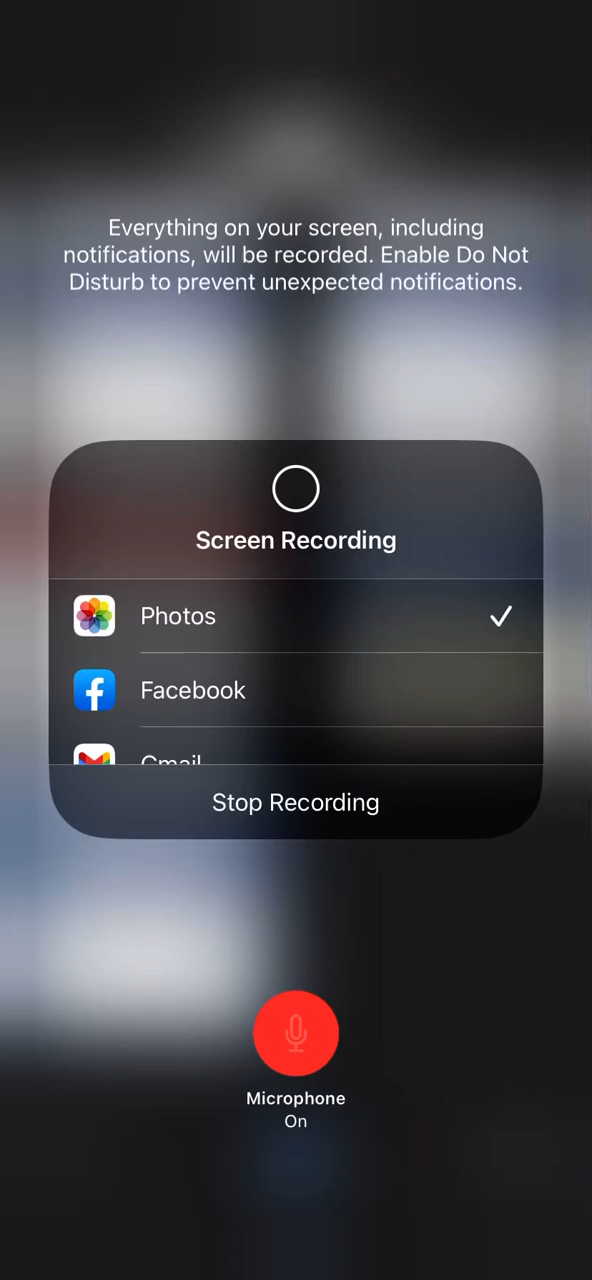 Everything on your screen, including
notifications, will be recorded. Enable Do Not
Disturb to prevent unexpected notifications.
Screen Recording
Photos
Facebook
Gmail
Stop Recording
Microphone
On